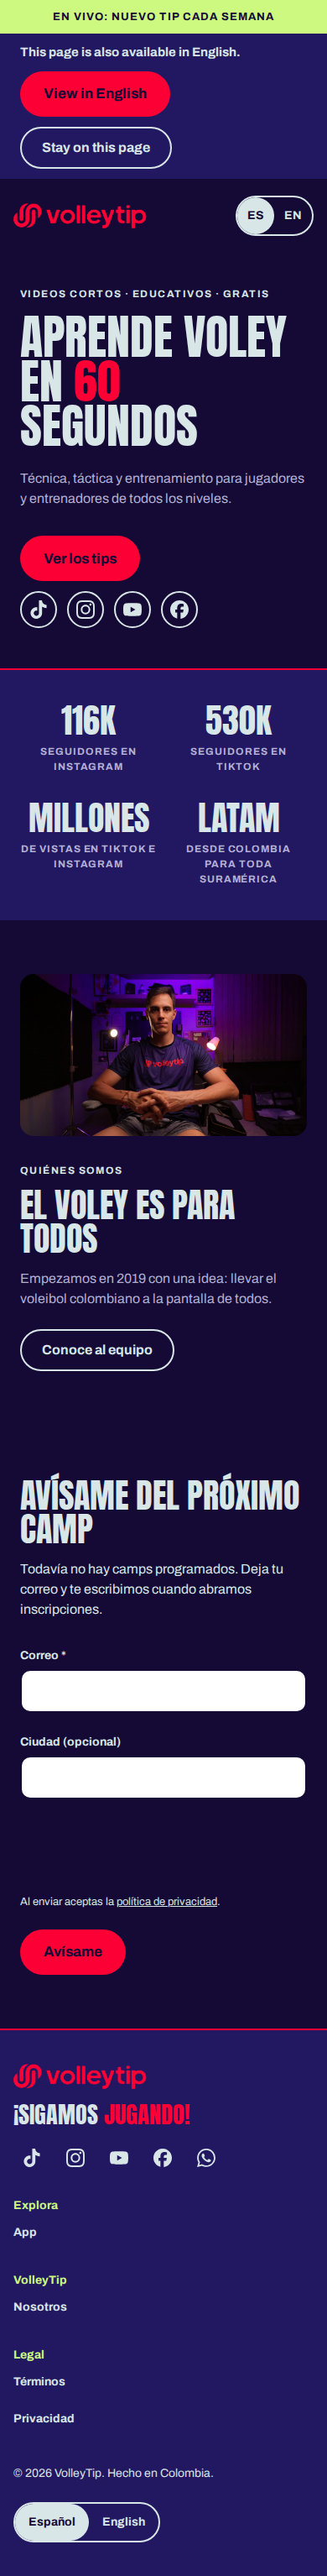 EN VIVO: NUEVO TIP CADA SEMANA
This page is also available in English.
View in English
Stay on this page
volleytip
ES EN
VIDEOS CORTOS · EDUCATIVOS · GRATIS
APRENDE VOLEY
EN 60
SEGUNDOS
Técnica, táctica y entrenamiento para jugadores
y entrenadores de todos los niveles.
Ver los tips
116K
SEGUIDORES EN
INSTAGRAM
530K
SEGUIDORES EN
TIKTOK
MILLONES
DE VISTAS EN TIKTOK E
INSTAGRAM
LATAM
DESDE COLOMBIA
PARA TODA
SURAMÉRICA
volleytip
QUIÉNES SOMOS
EL VOLEY ES PARA
TODOS
Empezamos en 2019 con una idea: llevar el
voleibol colombiano a la pantalla de todos.
Conoce al equipo
AVÍSAME DEL PRÓXIMO
CAMP
Todavía no hay camps programados. Deja tu
correo y te escribimos cuando abramos
inscripciones.
Correo *
Ciudad (opcional)
Al enviar aceptas la política de privacidad.
Avísame
volleytip
¡SIGAMOS JUGANDO!
Explora
App
VolleyTip
Nosotros
Legal
Términos
Privacidad
© 2026 VolleyTip. Hecho en Colombia.
Español English